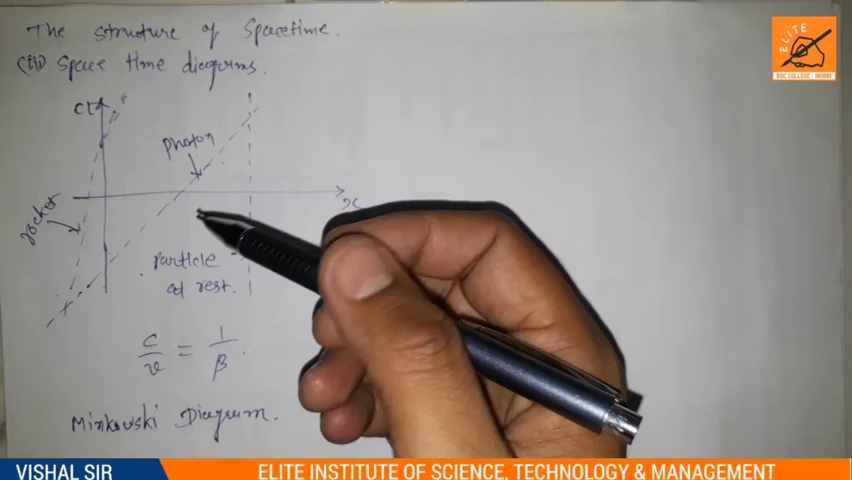 The structure of Spacetime.
(iii) Space time diagrams.
ct
photon
x
rocket
Particle
at rest.
c/v = 1/β.
Minkowski Diagram.
ELITE
BSC COLLEGE - MORBI
VISHAL SIR
ELITE INSTITUTE OF SCIENCE, TECHNOLOGY & MANAGEMENT